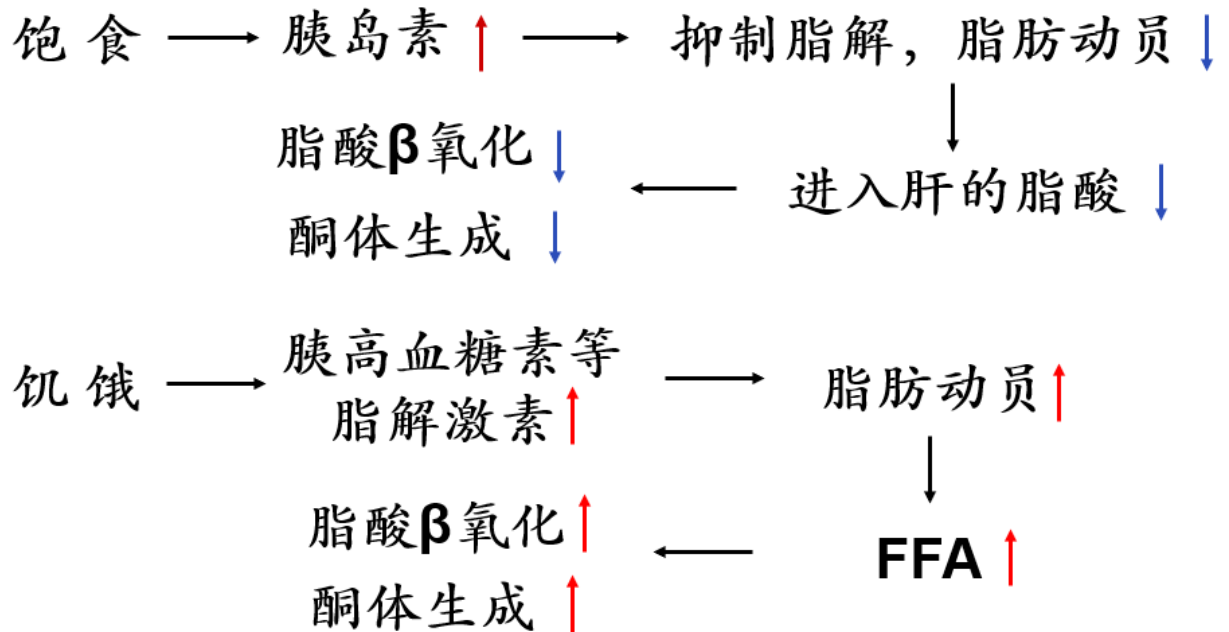 饱食 → 胰岛素 ↑ → 抑制脂解，脂肪动员 ↓
↓
进入肝的脂酸 ↓
←
脂酸β氧化 ↓
酮体生成 ↓
饥饿 → 胰高血糖素等
脂解激素 ↑ → 脂肪动员 ↑
↓
FFA ↑
←
脂酸β氧化 ↑
酮体生成 ↑